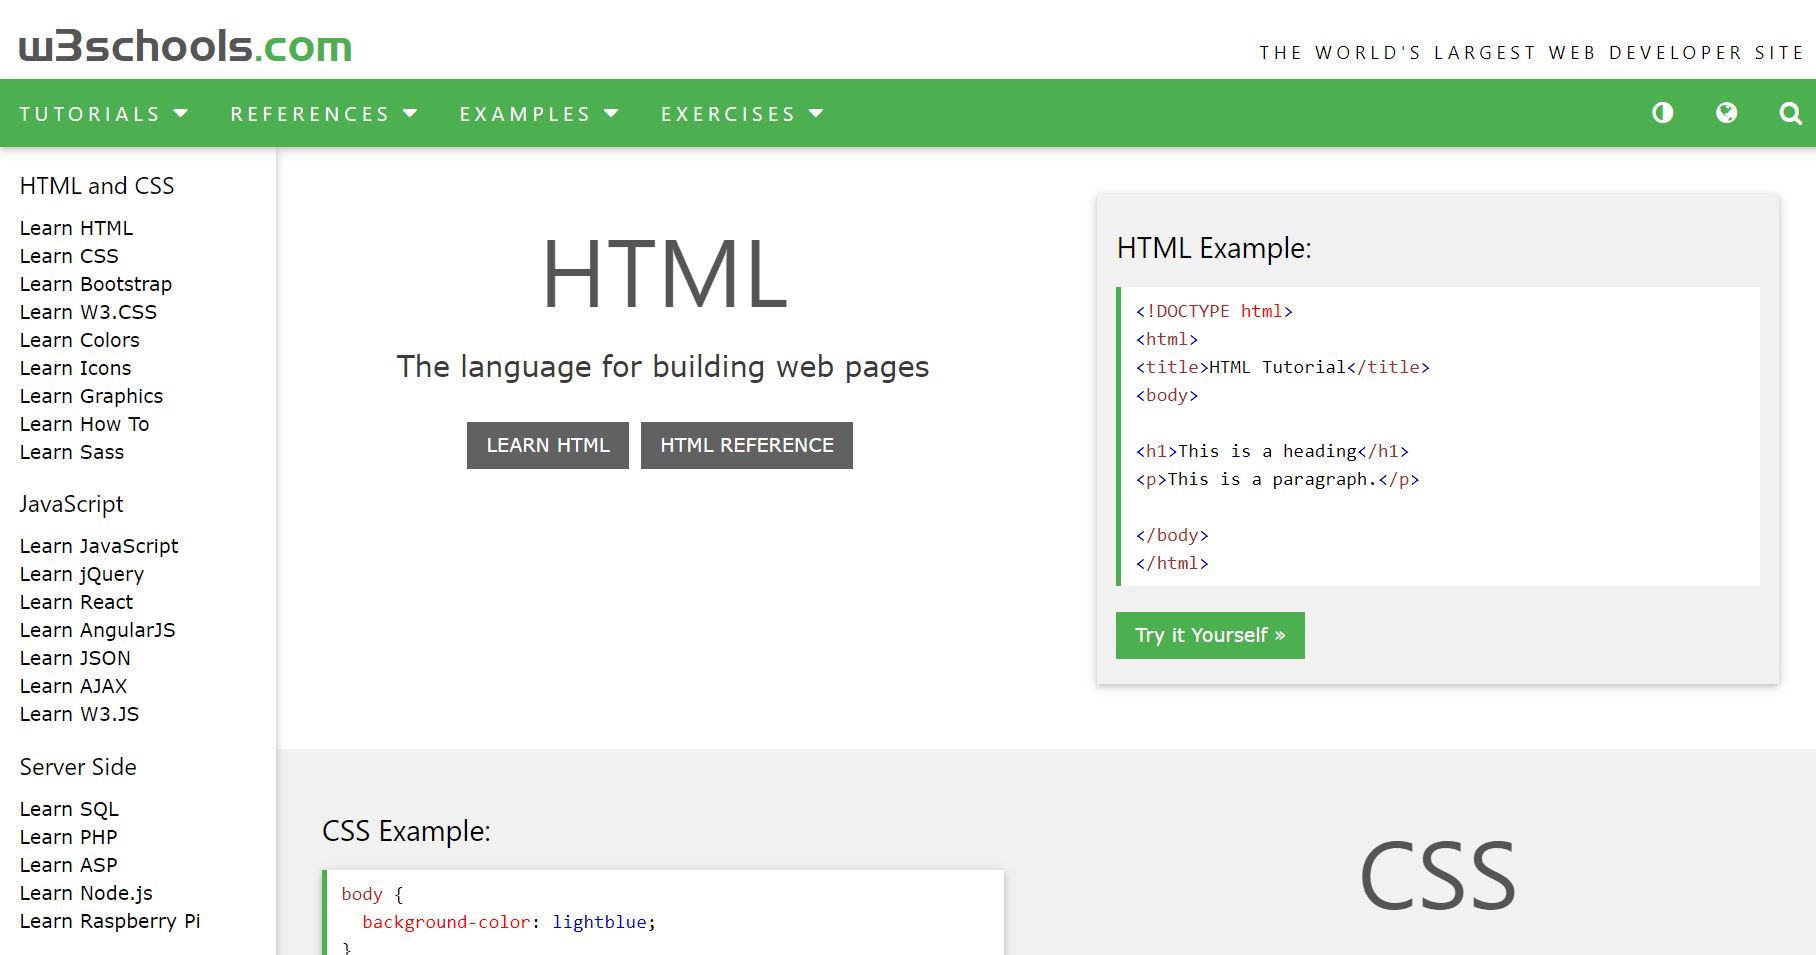 w3schools.com
THE WORLD'S LARGEST WEB DEVELOPER SITE
TUTORIALS REFERENCES EXAMPLES EXERCISES
HTML and CSS
Learn HTML
Learn CSS
Learn Bootstrap
Learn W3.CSS
Learn Colors
Learn Icons
Learn Graphics
Learn How To
Learn Sass
JavaScript
Learn JavaScript
Learn jQuery
Learn React
Learn AngularJS
Learn JSON
Learn AJAX
Learn W3.JS
Server Side
Learn SQL
Learn PHP
Learn ASP
Learn Node.js
Learn Raspberry Pi
HTML
The language for building web pages
LEARN HTML HTML REFERENCE
HTML Example:
<!DOCTYPE html>
<html>
<title>HTML Tutorial</title>
<body>
<h1>This is a heading</h1>
<p>This is a paragraph.</p>
</body>
</html>
Try it Yourself »
CSS Example:
body {
background-color: lightblue;
}
CSS